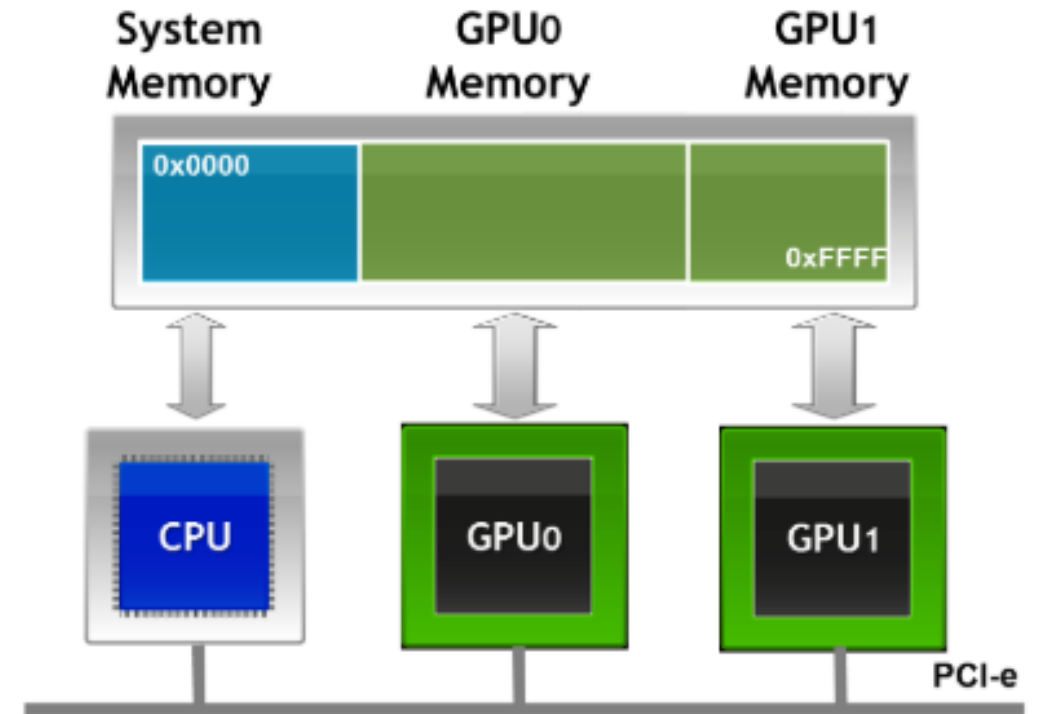 System Memory
GPU0 Memory
GPU1 Memory
0x0000
0xFFFF
CPU
GPU0
GPU1
PCI-e